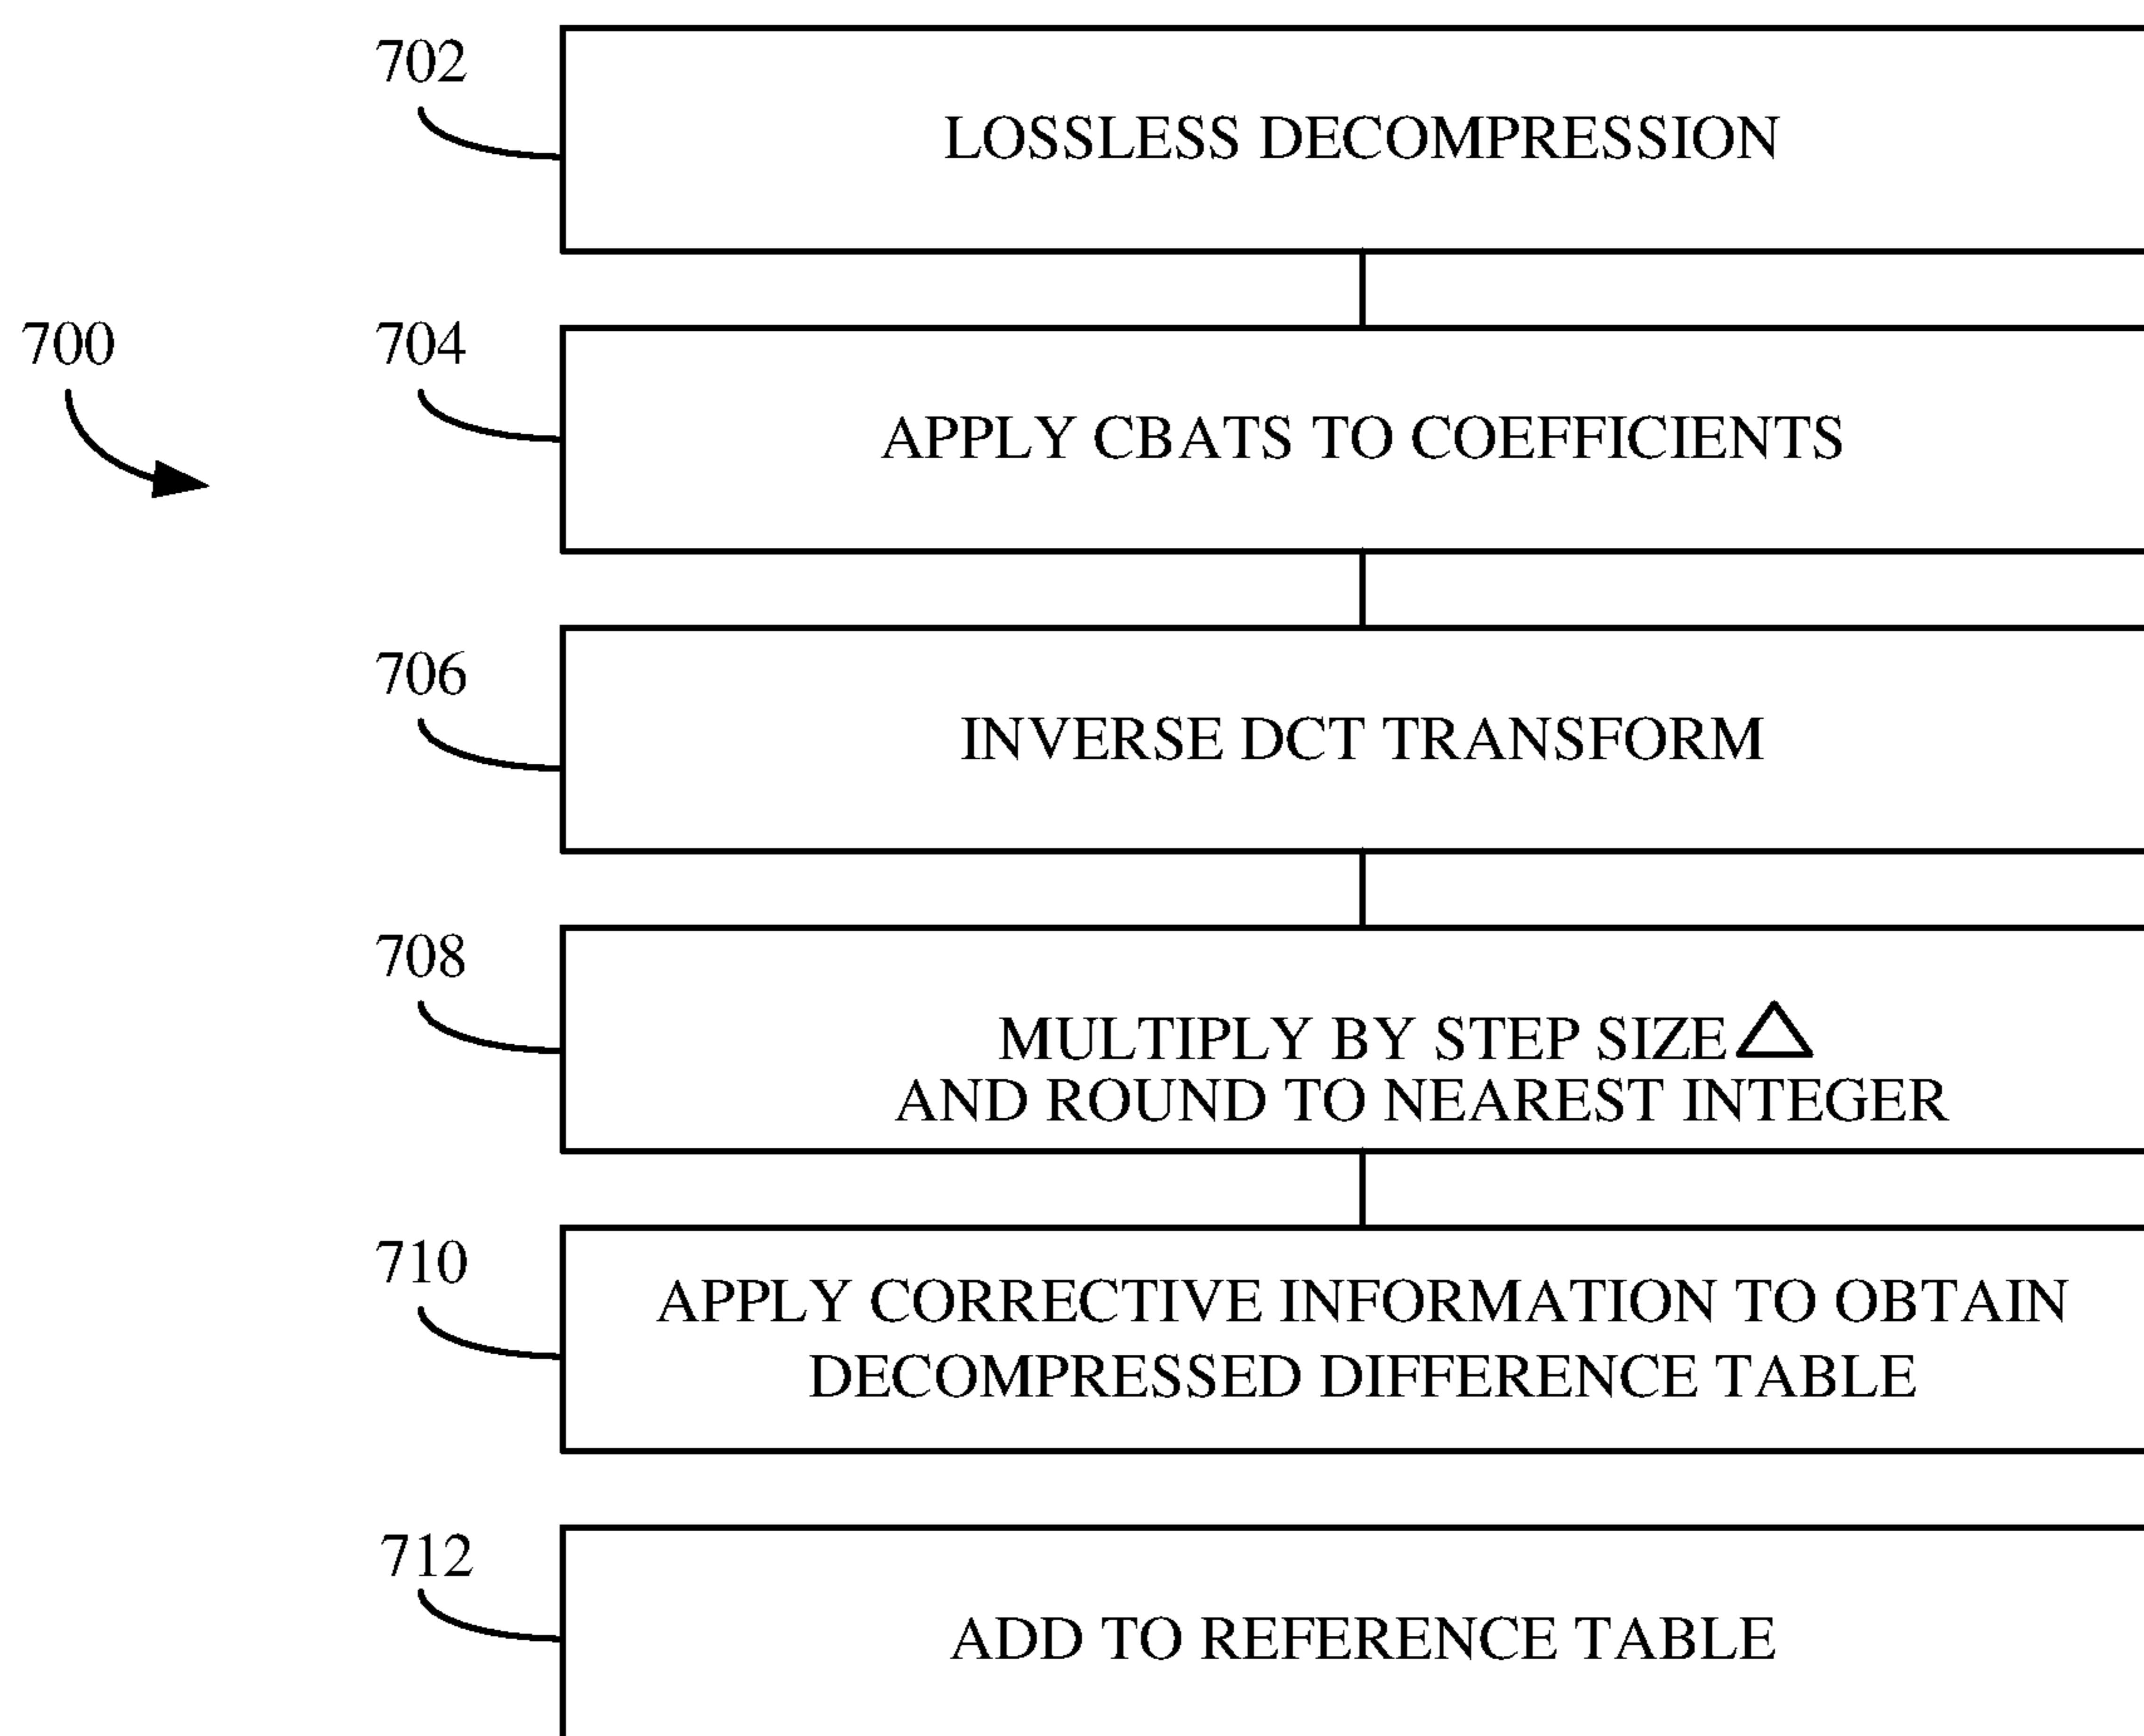 702
LOSSLESS DECOMPRESSION
700
704
APPLY CBATS TO COEFFICIENTS
706
INVERSE DCT TRANSFORM
708
MULTIPLY BY STEP SIZE △
AND ROUND TO NEAREST INTEGER
710
APPLY CORRECTIVE INFORMATION TO OBTAIN
DECOMPRESSED DIFFERENCE TABLE
712
ADD TO REFERENCE TABLE